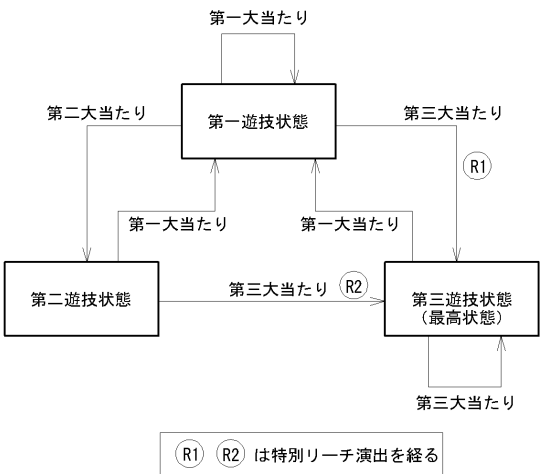 第一大当たり
第二大当たり
第一遊技状態
第三大当たり
R1
第一大当たり
第一大当たり
第二遊技状態
第三大当たり
R2
第三遊技状態
(最高状態)
第三大当たり
R1 R2 は特別リーチ演出を経る